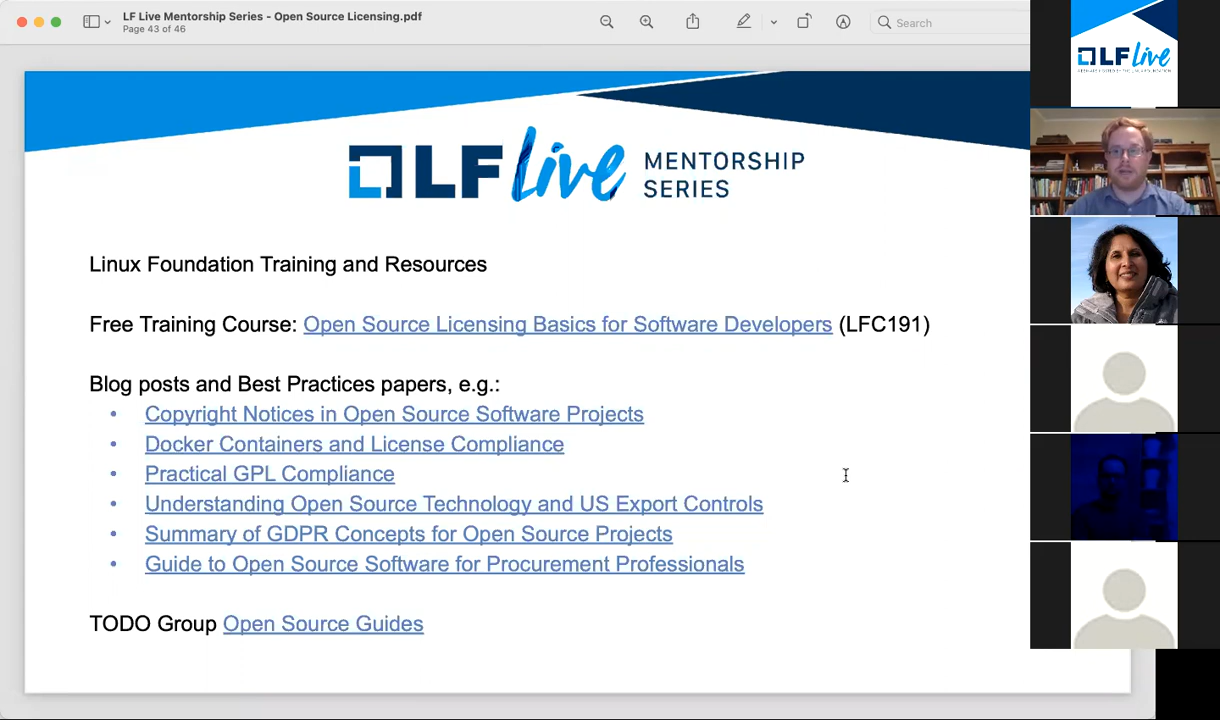 LF Live Mentorship Series - Open Source Licensing.pdf
Page 43 of 46
Search
LF Live MENTORSHIP
SERIES
Linux Foundation Training and Resources
Free Training Course: Open Source Licensing Basics for Software Developers (LFC191)
Blog posts and Best Practices papers, e.g.:
• Copyright Notices in Open Source Software Projects
• Docker Containers and License Compliance
• Practical GPL Compliance
• Understanding Open Source Technology and US Export Controls
• Summary of GDPR Concepts for Open Source Projects
• Guide to Open Source Software for Procurement Professionals
TODO Group Open Source Guides
LF Live